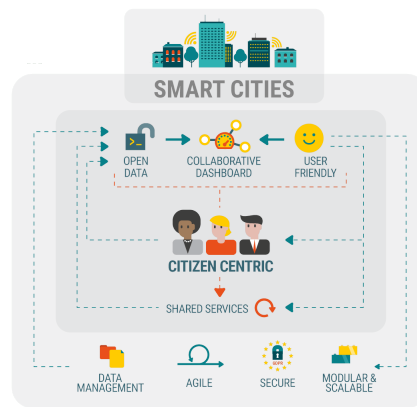 SMART CITIES
OPEN
DATA
COLLABORATIVE
DASHBOARD
USER
FRIENDLY
CITIZEN CENTRIC
SHARED SERVICES
DATA
MANAGEMENT
AGILE
SECURE
MODULAR &
SCALABLE